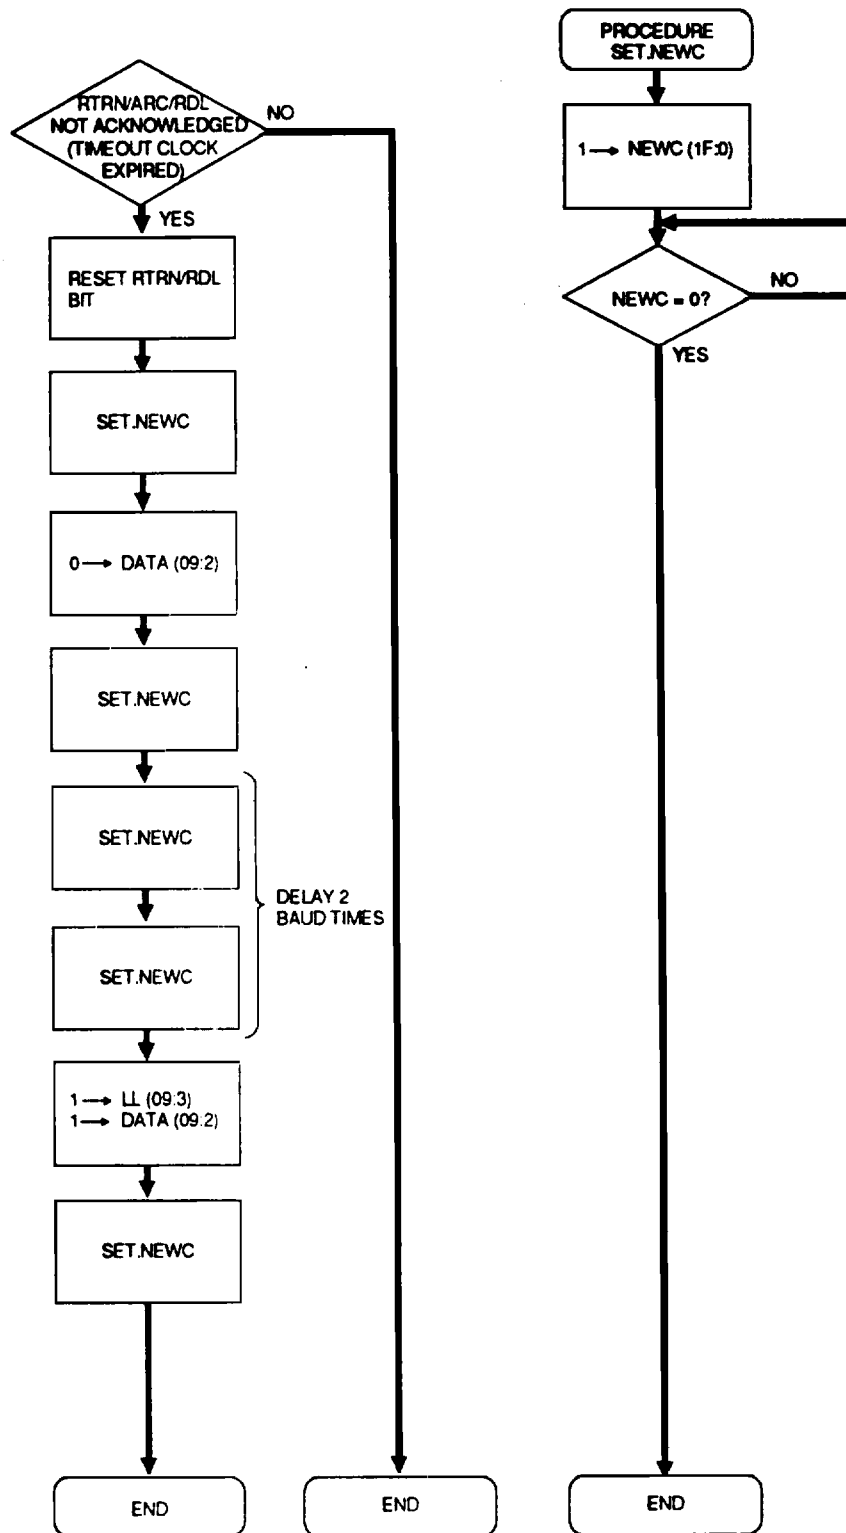 RTRN/ARC/RDL
NOT ACKNOWLEDGED
(TIMEOUT CLOCK
EXPIRED)
NO
YES
RESET RTRN/RDL
BIT
SET.NEWC
0→ DATA (09:2)
SET.NEWC
SET.NEWC
SET.NEWC
DELAY 2
BAUD TIMES
1→ LL (09:3)
1→ DATA (09:2)
SET.NEWC
END
END
PROCEDURE
SET.NEWC
1→ NEWC (1F:0)
NEWC = 0?
NO
YES
END